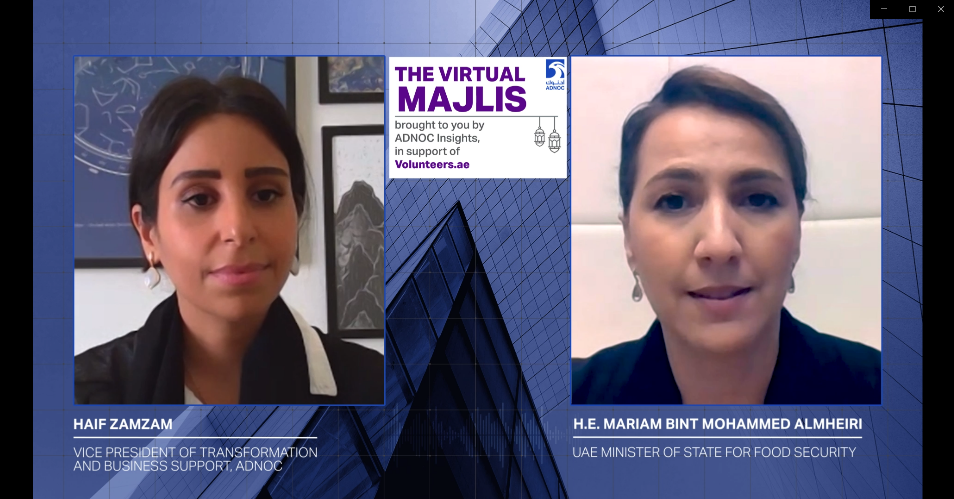 THE VIRTUAL
MAJLIS
brought to you by
ADNOC Insights,
in support of
Volunteers.ae
أدنوك
ADNOC
HAIF ZAMZAM
VICE PRESIDENT OF TRANSFORMATION
AND BUSINESS SUPPORT, ADNOC
H.E. MARIAM BINT MOHAMMED ALMHEIRI
UAE MINISTER OF STATE FOR FOOD SECURITY